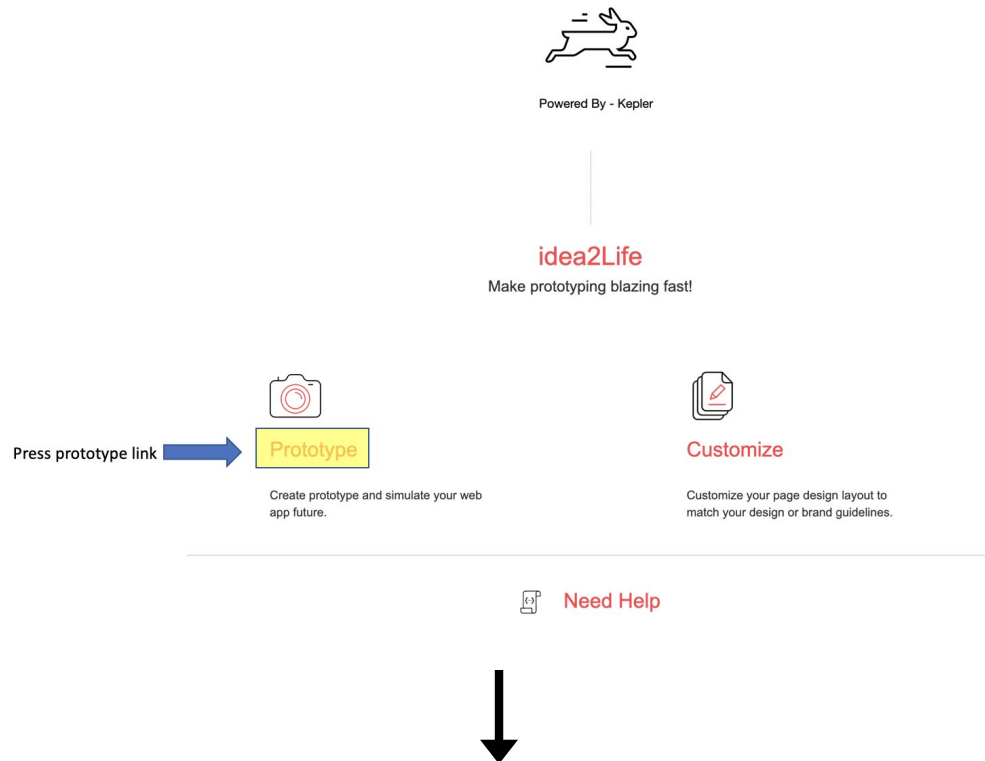 Powered By - Kepler
idea2Life
Make prototyping blazing fast!
Press prototype link
Prototype
Customize
Create prototype and simulate your web
app future.
Customize your page design layout to
match your design or brand guidelines.
Need Help